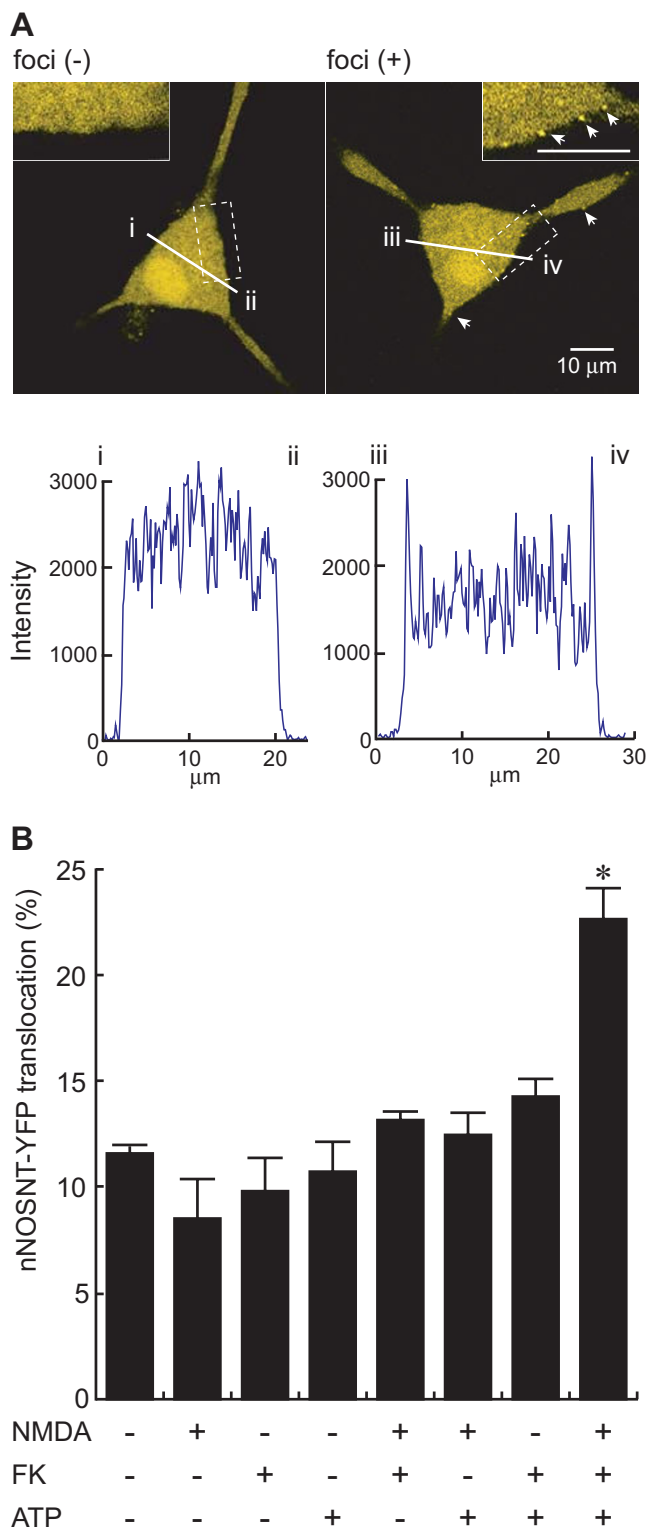 A
foci (-)
foci (+)
i
ii
iii
iv
10 μm
i
ii
iii
iv
Intensity
3000
2000
1000
0
0
10
20
μm
3000
2000
1000
0
0
10
20
30
μm
B
nNOSNT-YFP translocation (%)
25
20
15
10
5
0
*
NMDA - + - - + + - +
FK - - + - + - + +
ATP - - - + - + + +